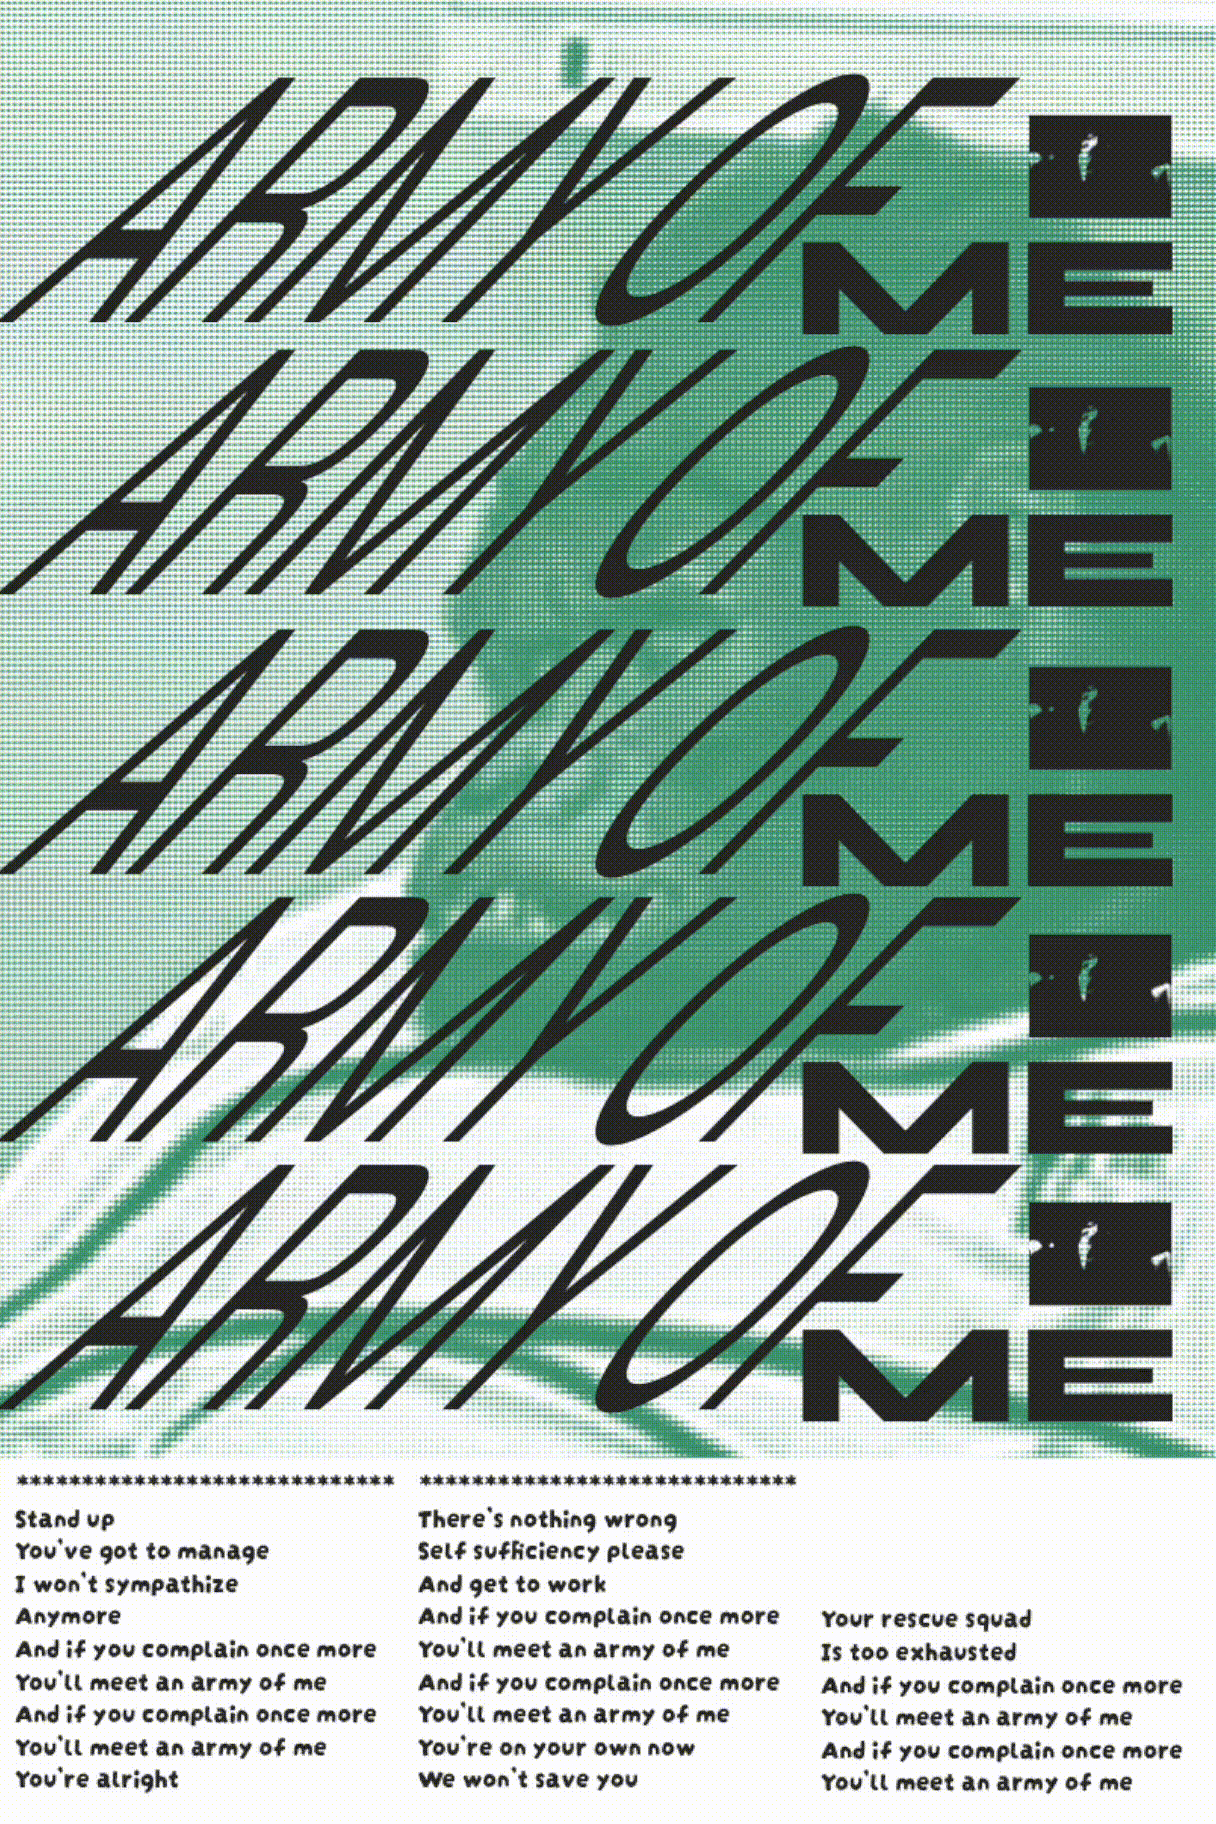 ARMY OF
ME
ARMY OF
ME
ARMY OF
ME
ARMY OF
ME
ARMY OF
ME
*****************************
Stand up
You've got to manage
I won't sympathize
Anymore
And if you complain once more
You'll meet an army of me
And if you complain once more
You'll meet an army of me
You're alright
*****************************
There's nothing wrong
Self sufficiency please
And get to work
And if you complain once more
You'll meet an army of me
And if you complain once more
You'll meet an army of me
You're on your own now
We won't save you
Your rescue squad
Is too exhausted
And if you complain once more
You'll meet an army of me
And if you complain once more
You'll meet an army of me